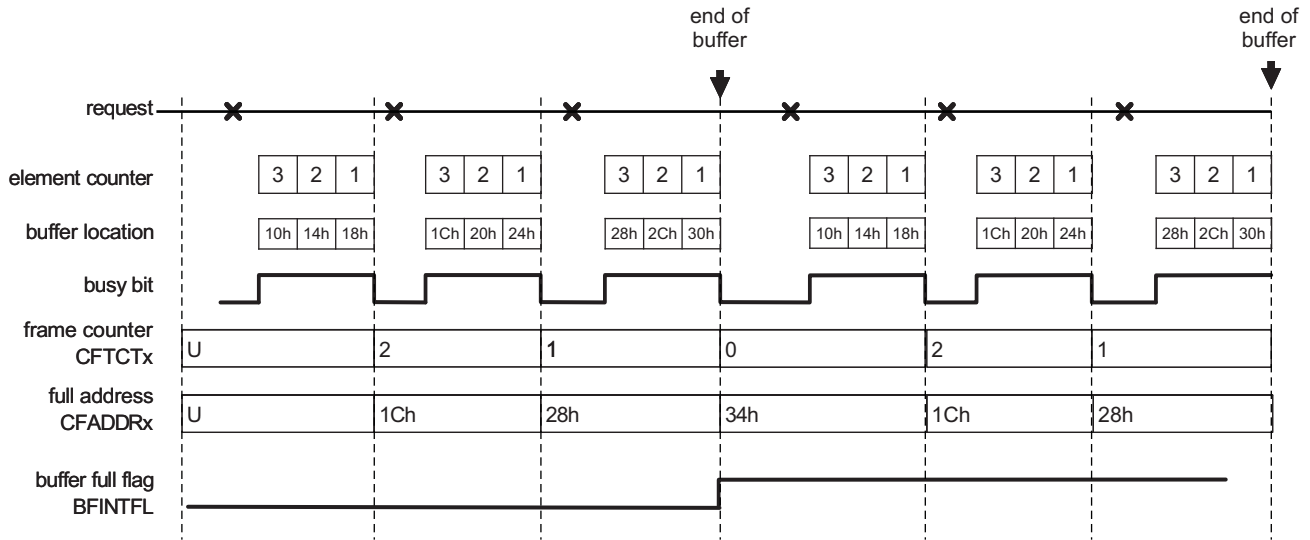 end of
buffer
end of
buffer
request
element counter
3 2 1 3 2 1 3 2 1 3 2 1 3 2 1 3 2 1
buffer location
10h 14h 18h 1Ch 20h 24h 28h 2Ch 30h 10h 14h 18h 1Ch 20h 24h 28h 2Ch 30h
busy bit
frame counter
CFTCTx
U 2 1 0 2 1
full address
CFADDRx
U 1Ch 28h 34h 1Ch 28h
buffer full flag
BFINTFL